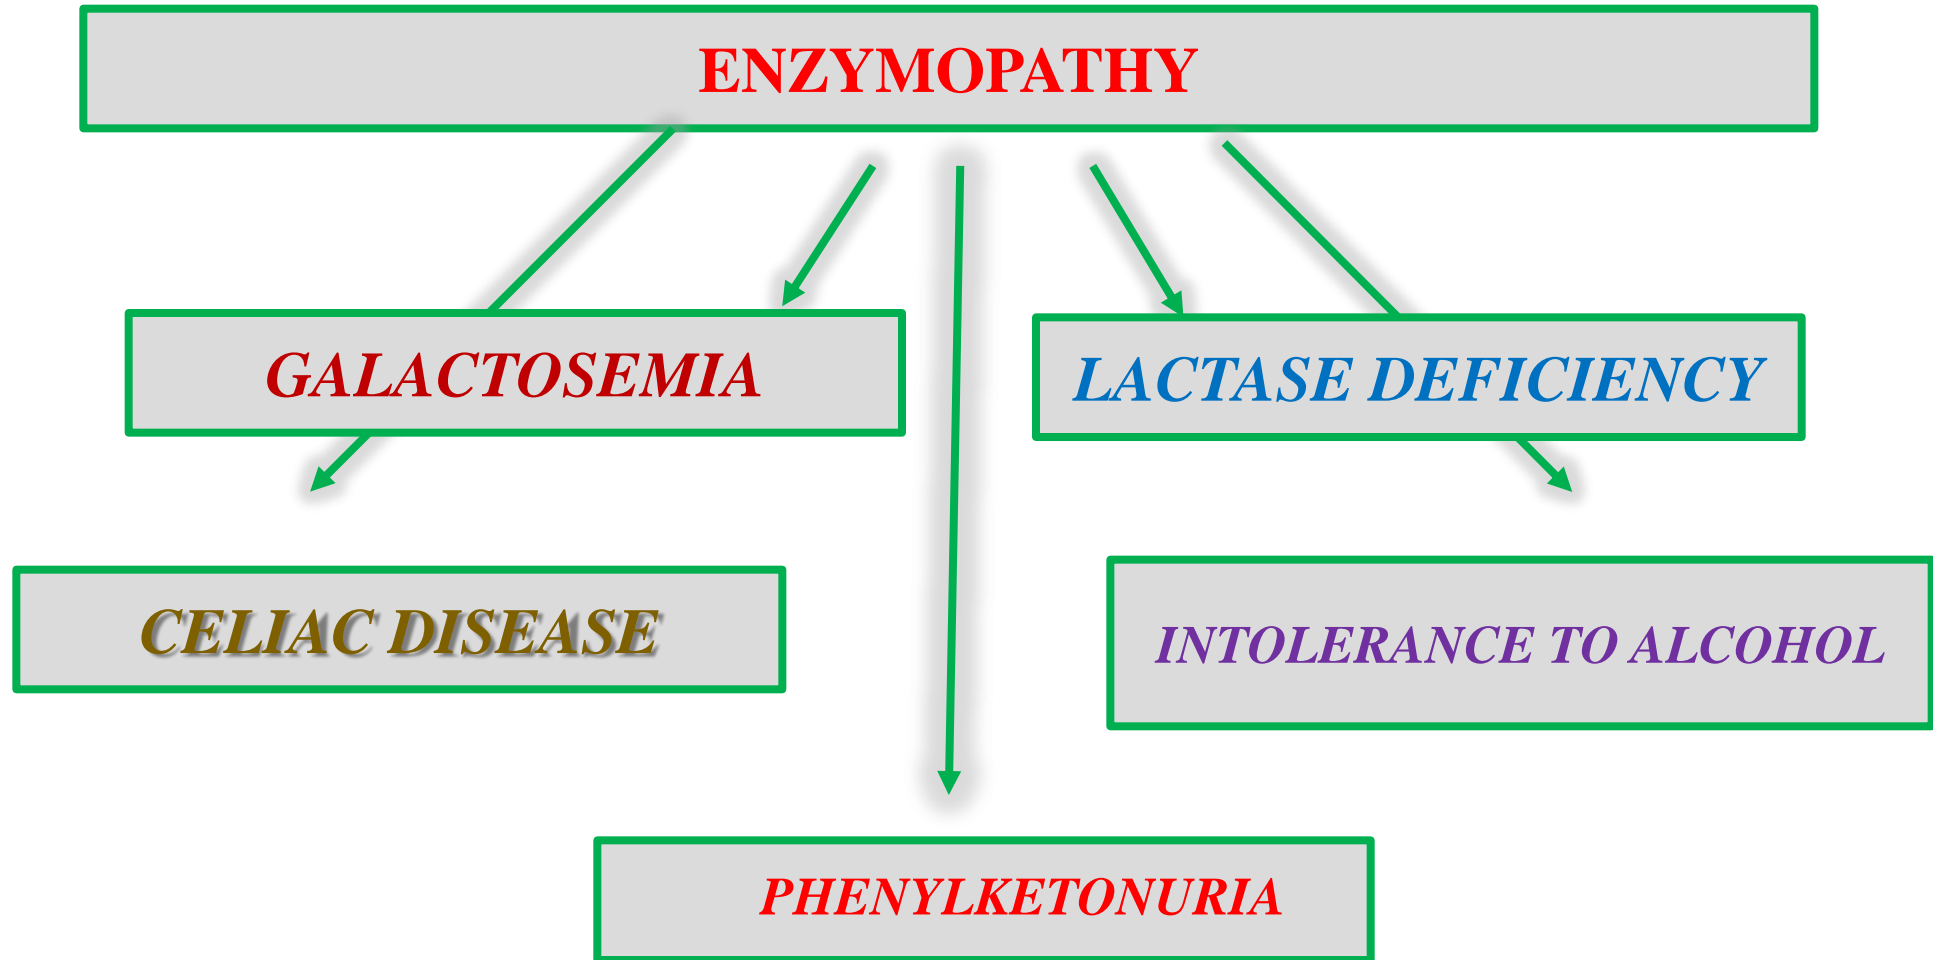 ENZYMOPATHY
GALACTOSEMIA
LACTASE DEFICIENCY
CELIAC DISEASE
INTOLERANCE TO ALCOHOL
PHENYLKETONURIA